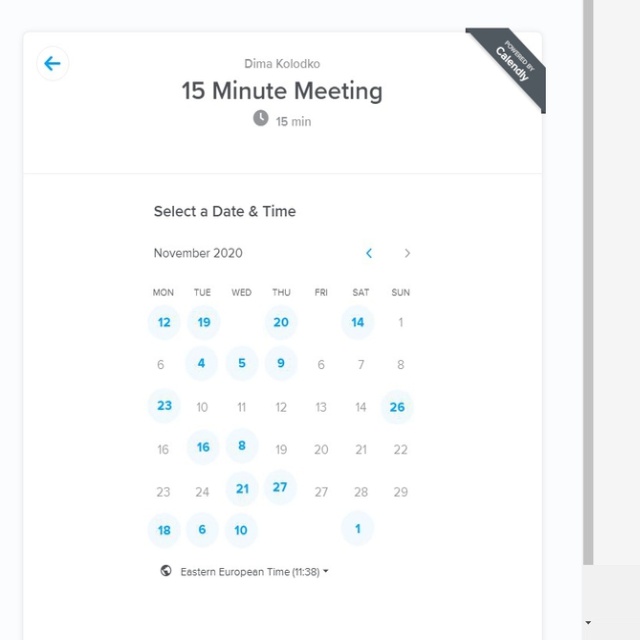 Dima Kolodko
15 Minute Meeting
15 min
POWERED BY
Calendly
Select a Date & Time
November 2020
MON TUE WED THU FRI SAT SUN
12 19 20 14 1
6 4 5 9 6 7 8
23 10 11 12 13 14 26
16 16 8 19 20 21 22
23 24 21 27 27 28 29
18 6 10 1
Eastern European Time (11:38)